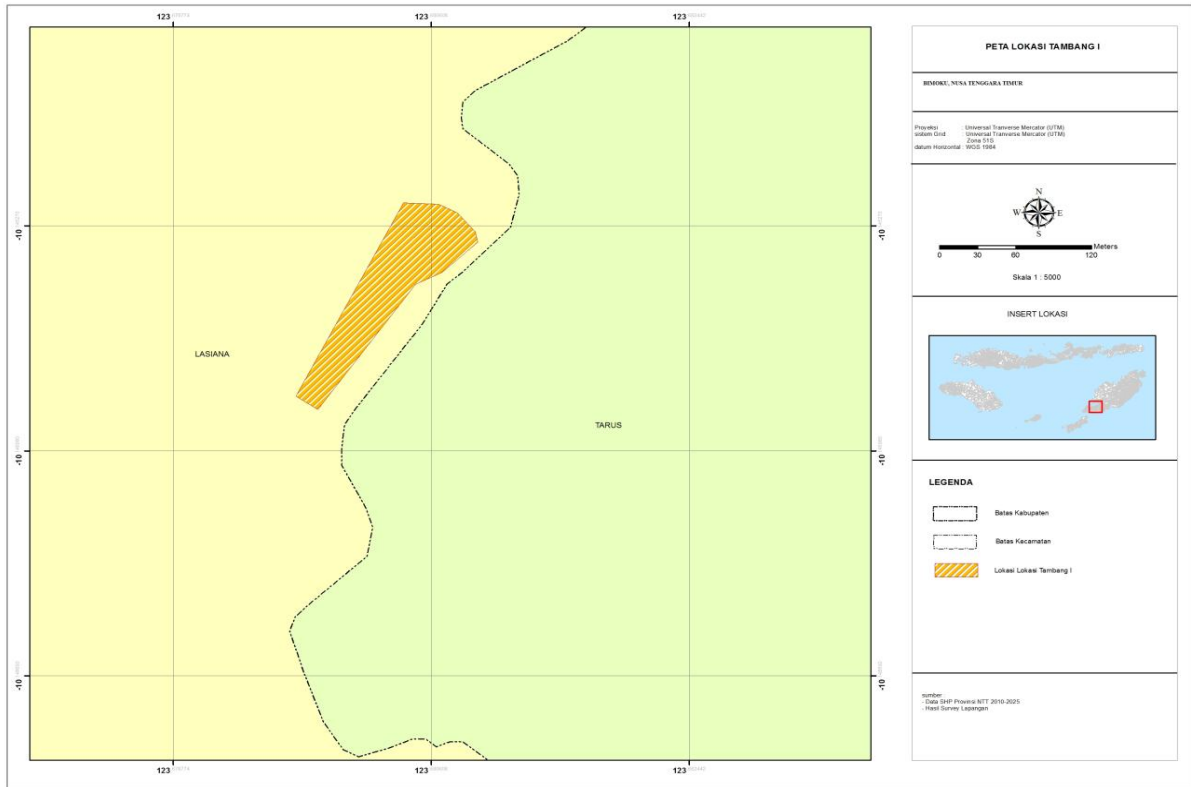 123 123 123
PETA LOKASI TAMBANG I
BIMOKU, NUSA TENGGARA TIMUR
Proyeksi : Universal Tranverse Mercator (UTM)
sistem Grid : Universal Tranverse Mercator (UTM)
Zona 51S
datum Horizontal : WGS 1984
N
W E
S
Meters
0 30 60 120
Skala 1 : 5000
INSERT LOKASI
-10 -10
LASIANA
TARUS
-10 -10
LEGENDA
Batas Kabupaten
Batas Kecamatan
Lokasi Lokasi Tambang I
-10 -10
sumber
- Data SHP Provinsi NTT 2010-2025
- Hasil Survey Lapangan
123 123 123